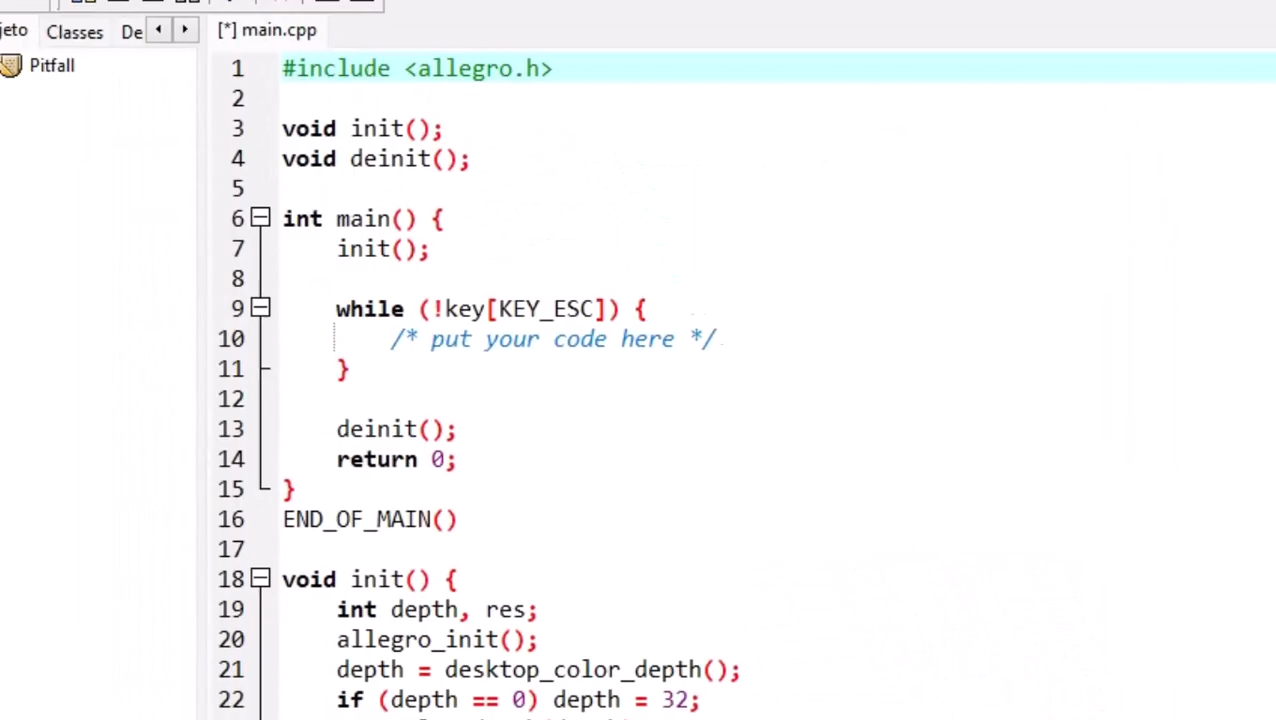 jeto Classes De [*] main.cpp
Pitfall
1 #include <allegro.h>
2
3 void init();
4 void deinit();
5
6 int main() {
7 init();
8
9 while (!key[KEY_ESC]) {
10 /* put your code here */
11 }
12
13 deinit();
14 return 0;
15 }
16 END_OF_MAIN()
17
18 void init() {
19 int depth, res;
20 allegro_init();
21 depth = desktop_color_depth();
22 if (depth == 0) depth = 32;